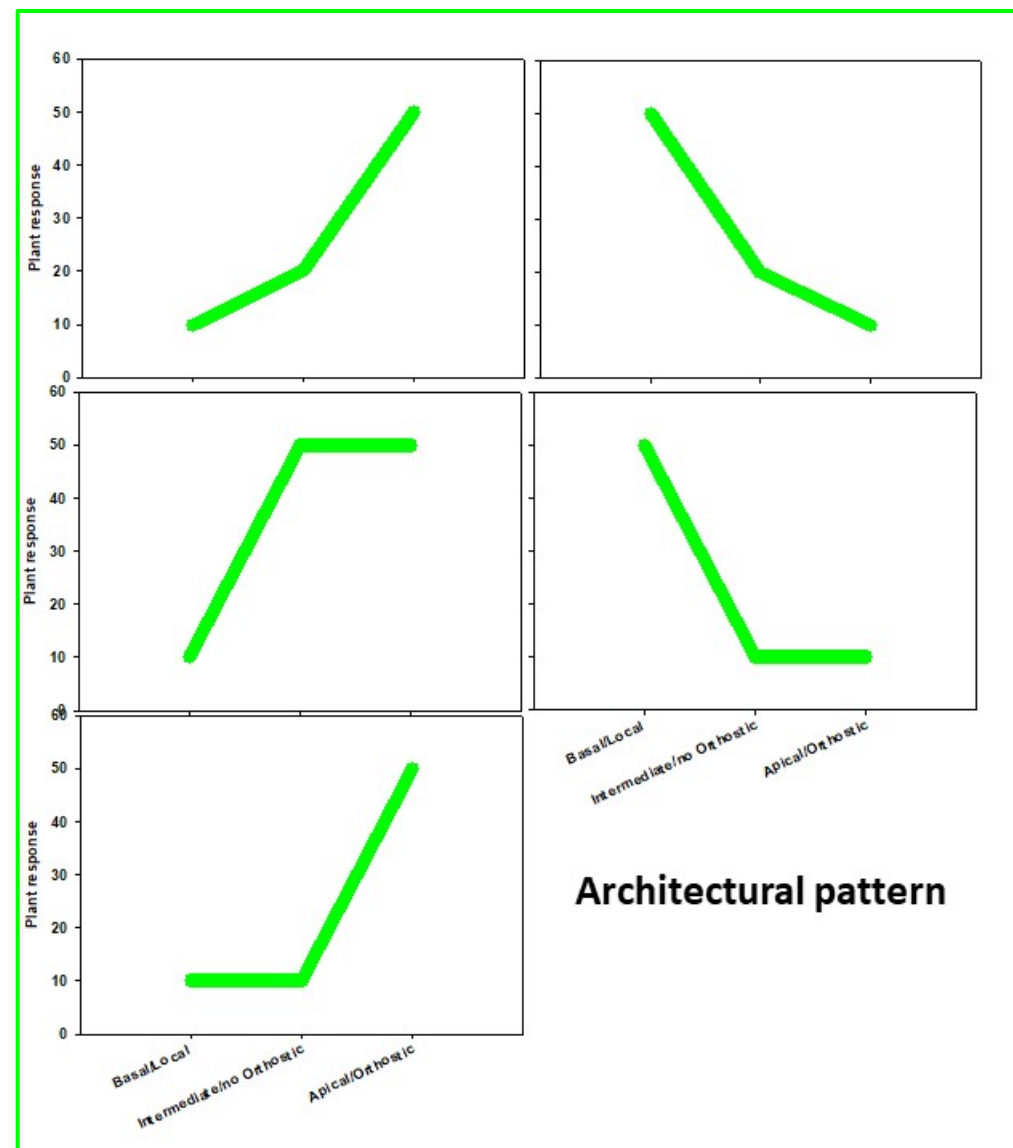 60
50
40
30
20
10
0
Plant response
60
50
40
30
20
10
0
Plant response
Basal/Local
Intermediate/no Orthostic
Apical/Orthostic
60
50
40
30
20
10
0
Plant response
Basal/Local
Intermediate/no Orthostic
Apical/Orthostic
Architectural pattern